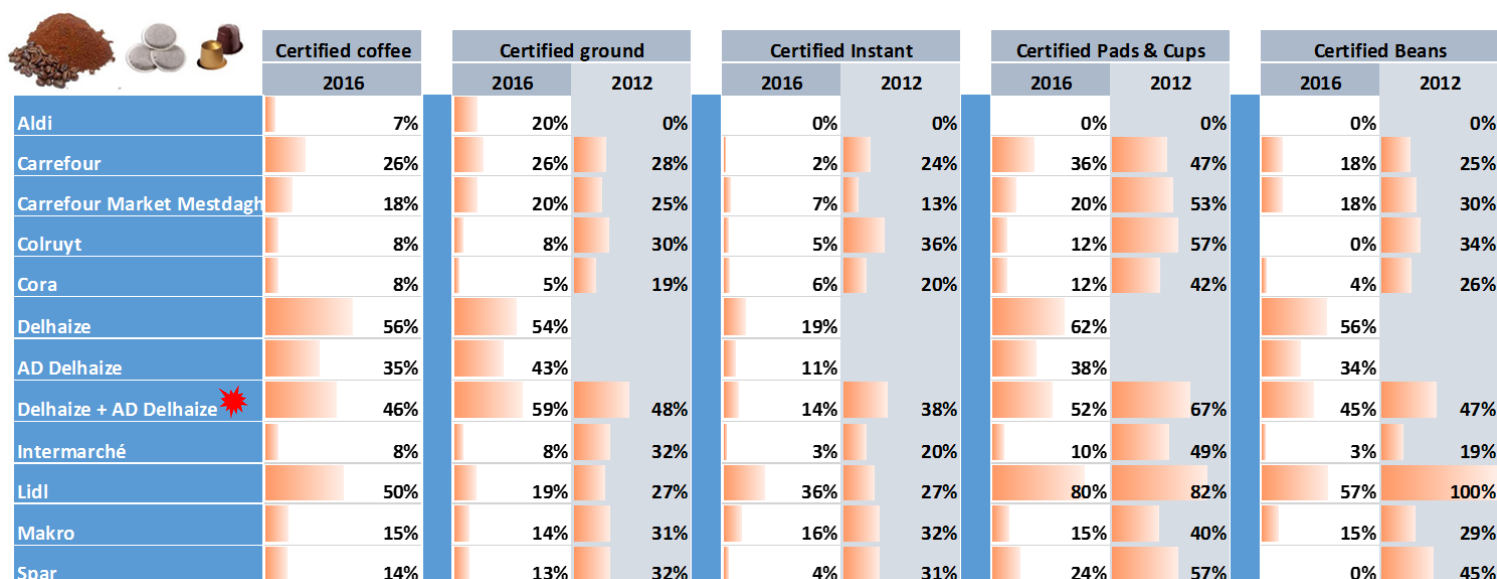 Certified coffee Certified ground Certified Instant Certified Pads & Cups Certified Beans
2016 2016 2012 2016 2012 2016 2012 2016 2012
Aldi 7% 20% 0% 0% 0% 0% 0% 0% 0%
Carrefour 26% 26% 28% 2% 24% 36% 47% 18% 25%
Carrefour Market Mestdagh 18% 20% 25% 7% 13% 20% 53% 18% 30%
Colruyt 8% 8% 30% 5% 36% 12% 57% 0% 34%
Cora 8% 5% 19% 6% 20% 12% 42% 4% 26%
Delhaize 56% 54% 19% 62% 56%
AD Delhaize 35% 43% 11% 38% 34%
Delhaize + AD Delhaize 46% 59% 48% 14% 38% 52% 67% 45% 47%
Intermarché 8% 8% 32% 3% 20% 10% 49% 3% 19%
Lidl 50% 19% 27% 36% 27% 80% 82% 57% 100%
Makro 15% 14% 31% 16% 32% 15% 40% 15% 29%
Spar 14% 13% 32% 4% 31% 24% 57% 0% 45%